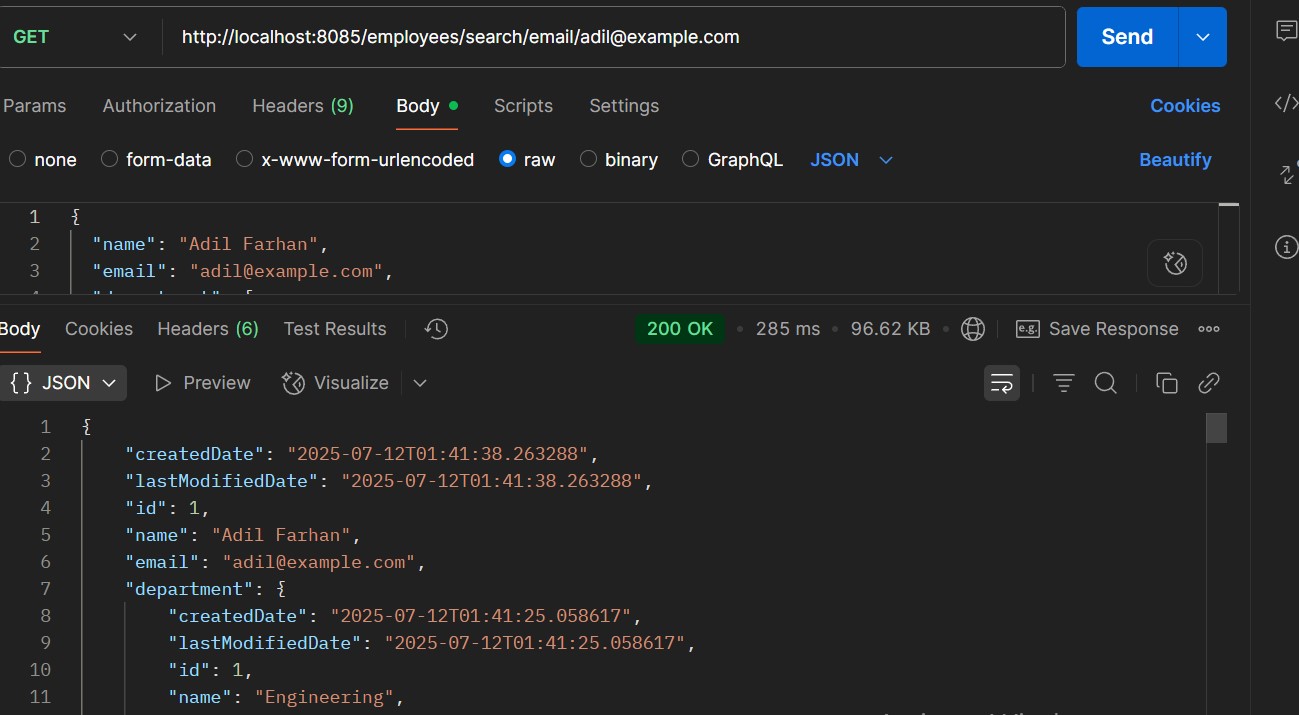 GET http://localhost:8085/employees/search/email/adil@example.com Send
Params Authorization Headers (9) Body Scripts Settings Cookies
none form-data x-www-form-urlencoded raw binary GraphQL JSON Beautify
1 {
2 "name": "Adil Farhan",
3 "email": "adil@example.com",
Body Cookies Headers (6) Test Results 200 OK 285 ms 96.62 KB e.g. Save Response
{} JSON Preview Visualize
1 {
2 "createdDate": "2025-07-12T01:41:38.263288",
3 "lastModifiedDate": "2025-07-12T01:41:38.263288",
4 "id": 1,
5 "name": "Adil Farhan",
6 "email": "adil@example.com",
7 "department": {
8 "createdDate": "2025-07-12T01:41:25.058617",
9 "lastModifiedDate": "2025-07-12T01:41:25.058617",
10 "id": 1,
11 "name": "Engineering",